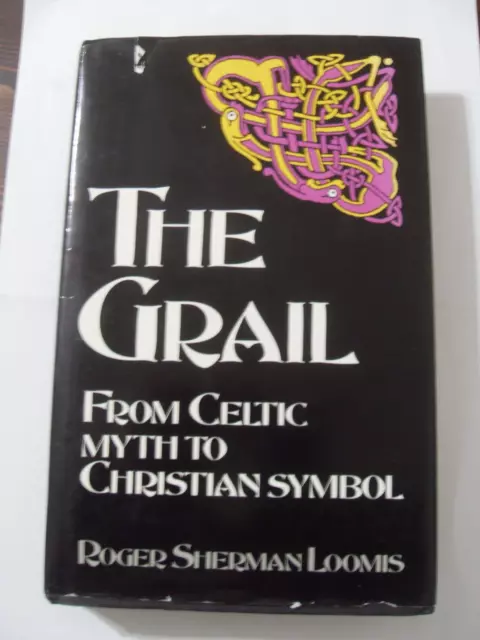 THE
GRAIL
FROM CELTIC
MYTH TO
CHRISTIAN SYMBOL
ROGER SHERMAN LOOMIS